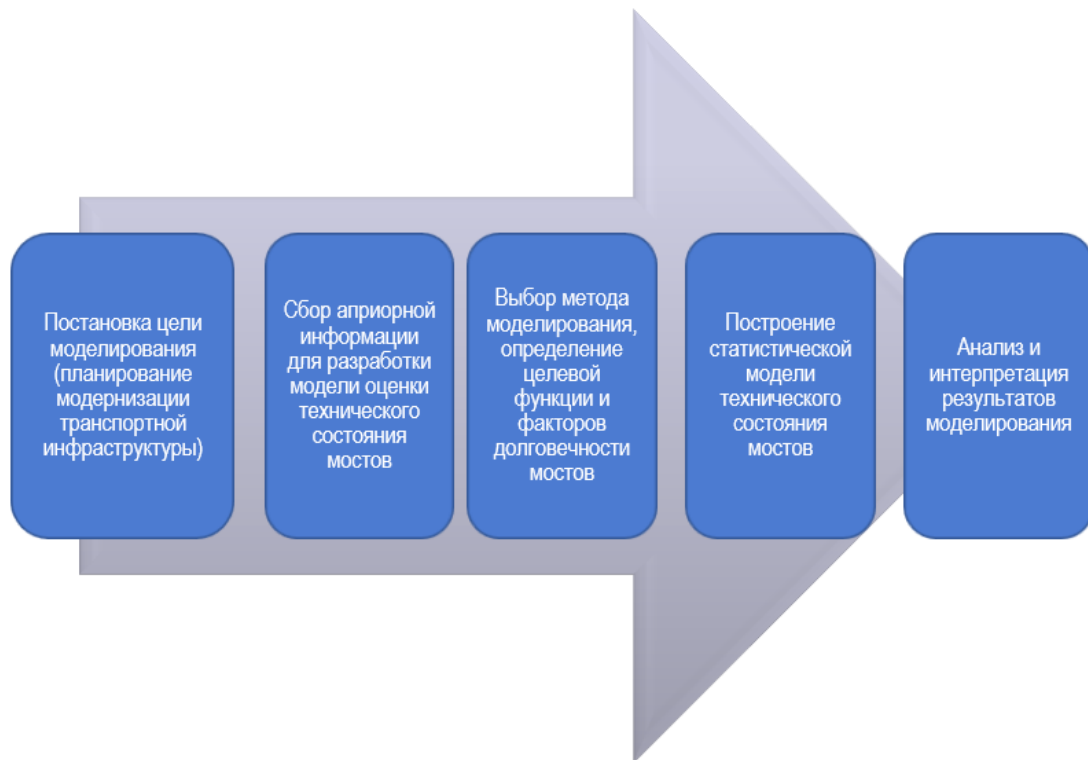 Постановка цели
моделирования
(планирование
модернизации
транспортной
инфраструктуры)
Сбор априорной
информации
для разработки
модели оценки
технического
состояния
мостов
Выбор метода
моделирования,
определение
целевой
функции и
факторов
долговечности
мостов
Построение
статистической
модели
технического
состояния
мостов
Анализ и
интерпретация
результатов
моделирования